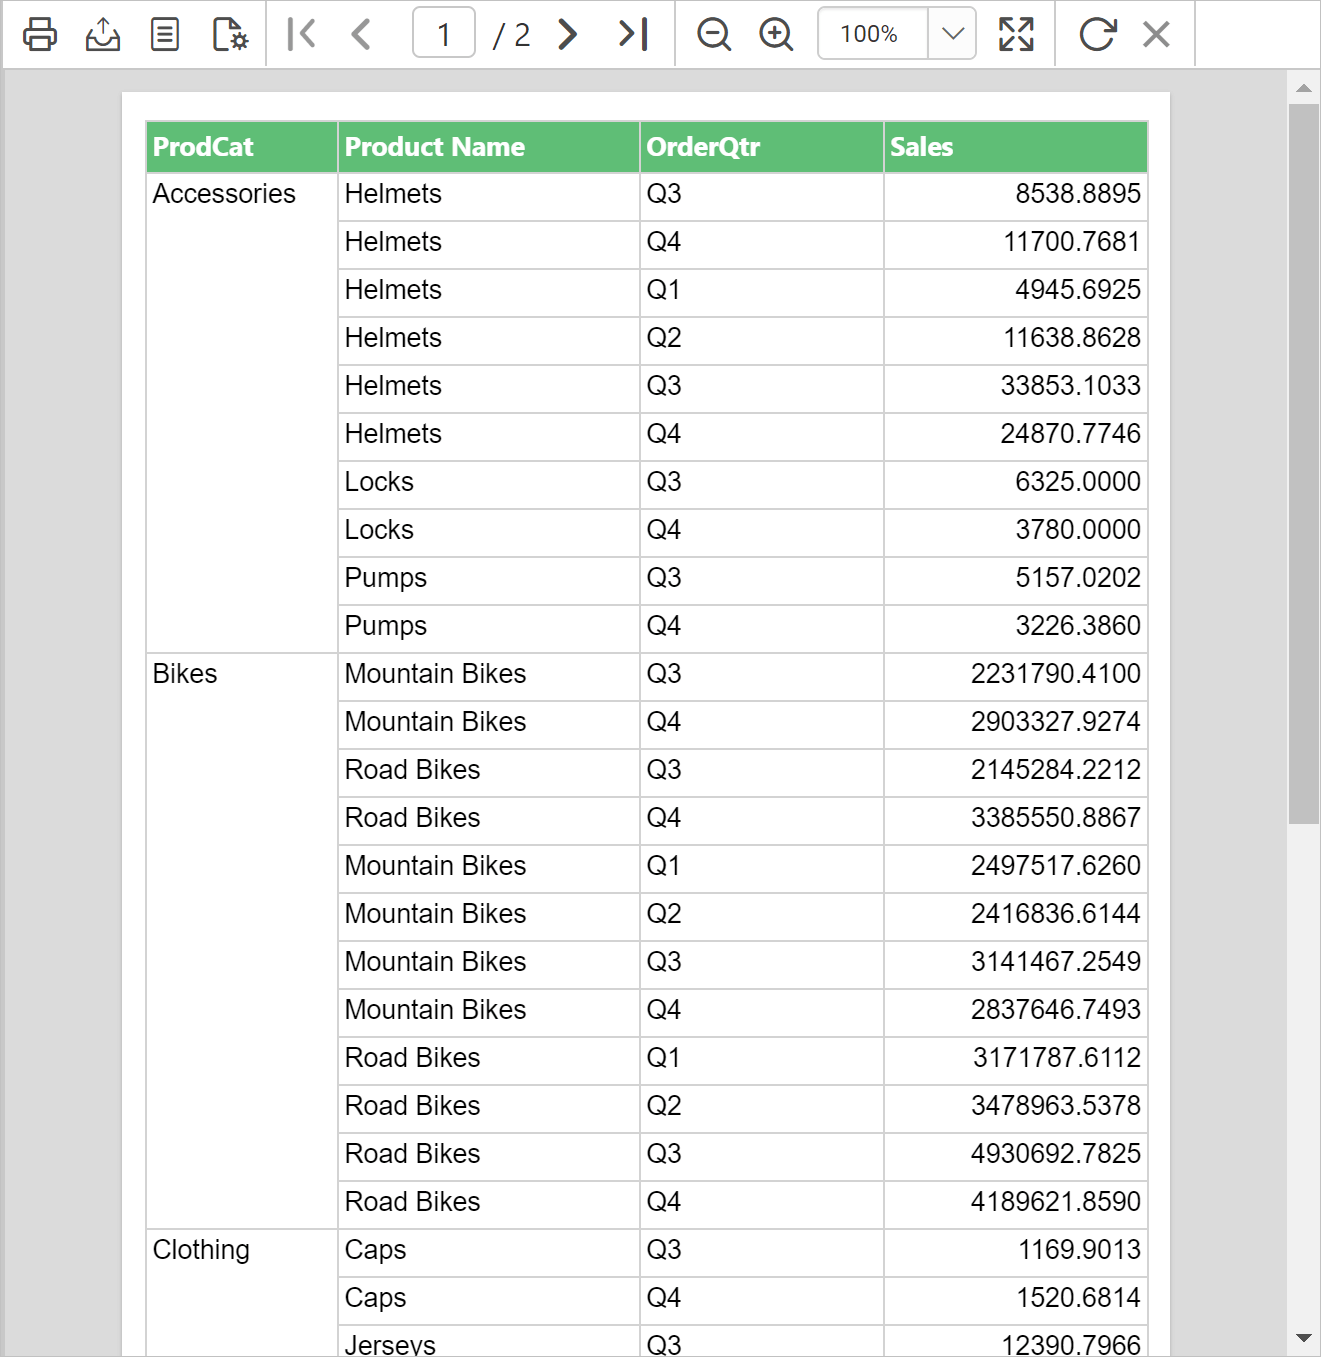 1 / 2 100%
ProdCat Product Name OrderQtr Sales
Accessories Helmets Q3 8538.8895
Helmets Q4 11700.7681
Helmets Q1 4945.6925
Helmets Q2 11638.8628
Helmets Q3 33853.1033
Helmets Q4 24870.7746
Locks Q3 6325.0000
Locks Q4 3780.0000
Pumps Q3 5157.0202
Pumps Q4 3226.3860
Bikes Mountain Bikes Q3 2231790.4100
Mountain Bikes Q4 2903327.9274
Road Bikes Q3 2145284.2212
Road Bikes Q4 3385550.8867
Mountain Bikes Q1 2497517.6260
Mountain Bikes Q2 2416836.6144
Mountain Bikes Q3 3141467.2549
Mountain Bikes Q4 2837646.7493
Road Bikes Q1 3171787.6112
Road Bikes Q2 3478963.5378
Road Bikes Q3 4930692.7825
Road Bikes Q4 4189621.8590
Clothing Caps Q3 1169.9013
Caps Q4 1520.6814
Jerseys Q3 12390.7966